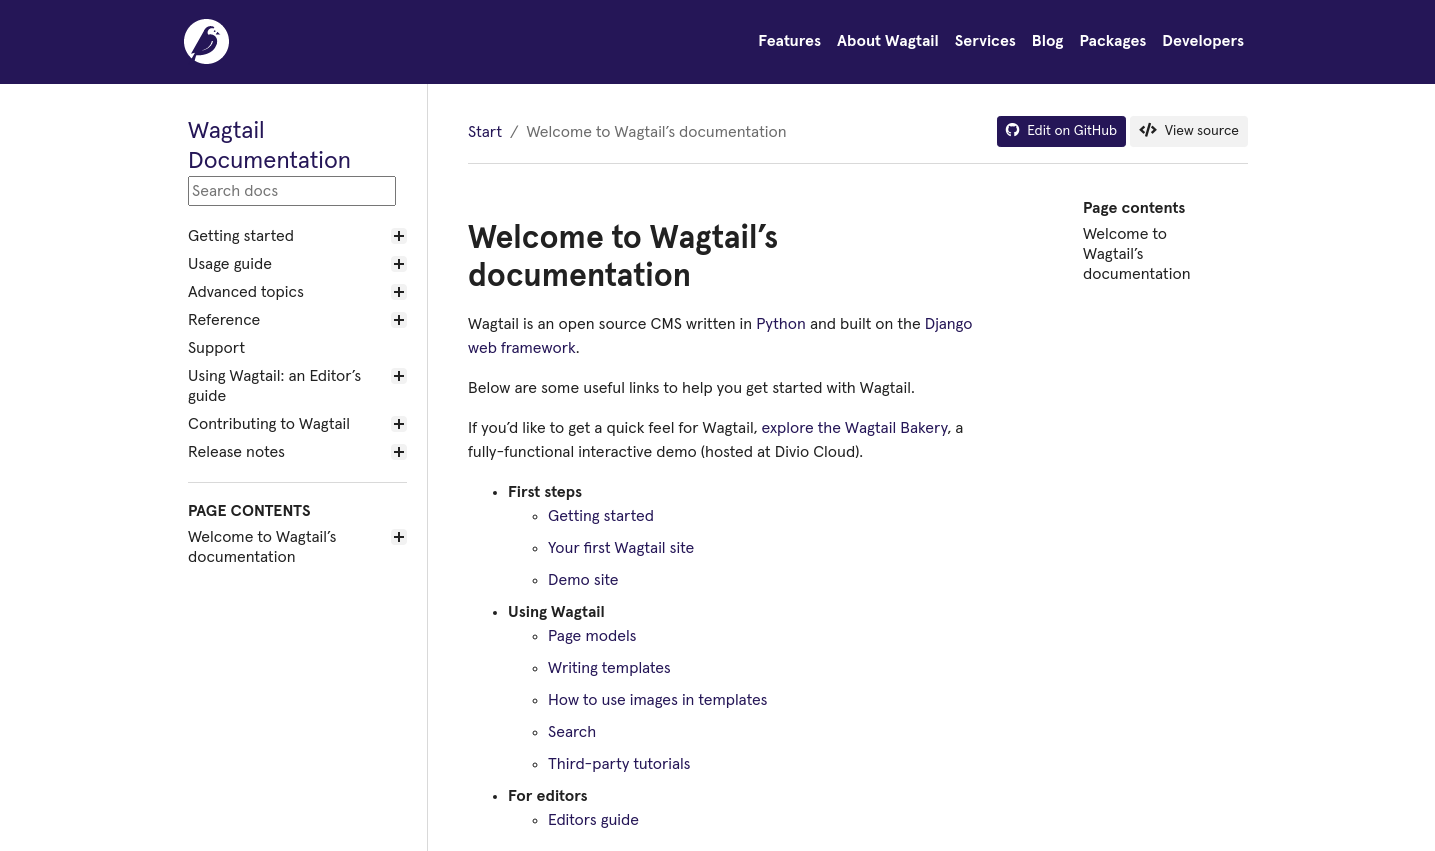 Features About Wagtail Services Blog Packages Developers
Wagtail
Documentation
Search docs
Getting started
Usage guide
Advanced topics
Reference
Support
Using Wagtail: an Editor’s
guide
Contributing to Wagtail
Release notes
PAGE CONTENTS
Welcome to Wagtail’s
documentation
Start / Welcome to Wagtail’s documentation
Edit on GitHub
View source
Welcome to Wagtail’s
documentation
Wagtail is an open source CMS written in Python and built on the Django
web framework.
Below are some useful links to help you get started with Wagtail.
If you’d like to get a quick feel for Wagtail, explore the Wagtail Bakery, a
fully-functional interactive demo (hosted at Divio Cloud).
• First steps
◦ Getting started
◦ Your first Wagtail site
◦ Demo site
• Using Wagtail
◦ Page models
◦ Writing templates
◦ How to use images in templates
◦ Search
◦ Third-party tutorials
• For editors
◦ Editors guide
Page contents
Welcome to
Wagtail’s
documentation